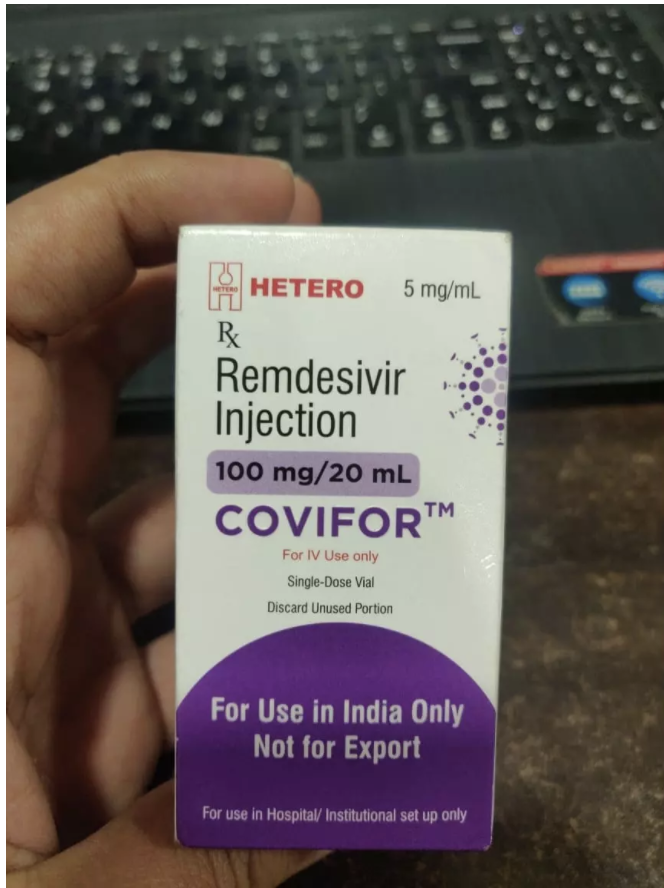 HETERO
HETERO 5 mg/mL
Rx
Remdesivir
Injection
100 mg/20 mL
COVIFOR™
For IV Use only
Single-Dose Vial
Discard Unused Portion
For Use in India Only
Not for Export
For use in Hospital/ Institutional set up only